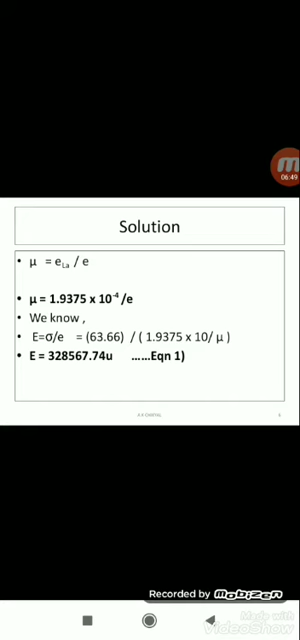 06:49
Solution
• μ = eLa / e
• μ = 1.9375 x 10-4 /e
• We know ,
• E=σ/e = (63.66) / ( 1.9375 x 10/ μ )
• E = 328567.74u ......Eqn 1)
Recorded by mobizen
Made with
VideoShow